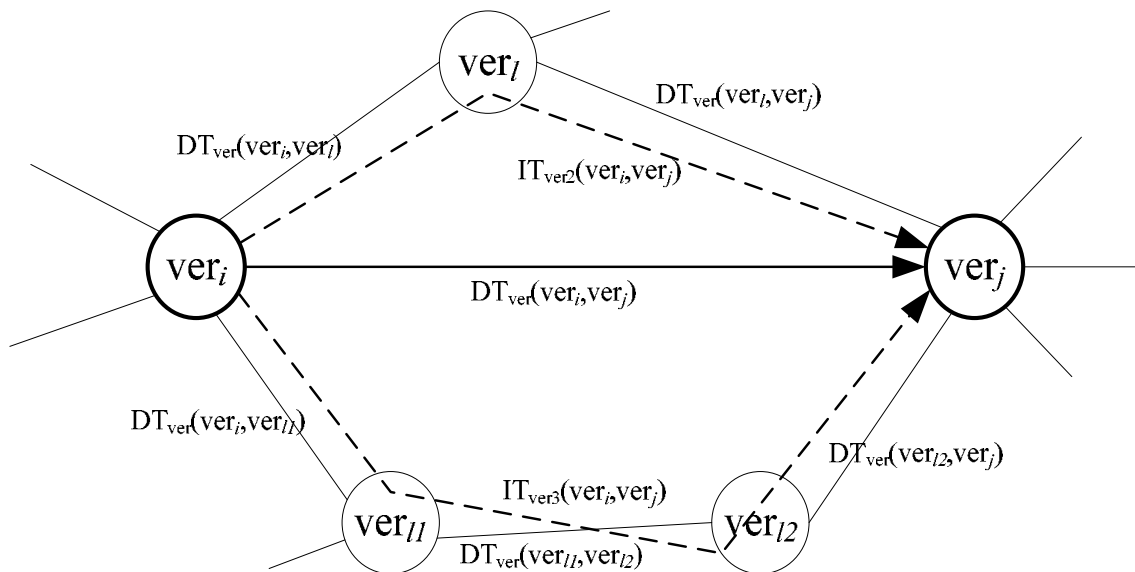 ver_l
DT_ver(ver_l,ver_j)
DT_ver(ver_i,ver_l)
IT_ver2(ver_i,ver_j)
ver_i
ver_j
DT_ver(ver_i,ver_j)
DT_ver(ver_i,ver_l1)
DT_ver(ver_l2,ver_j)
IT_ver3(ver_i,ver_j)
ver_l1
ver_l2
DT_ver(ver_l1,ver_l2)